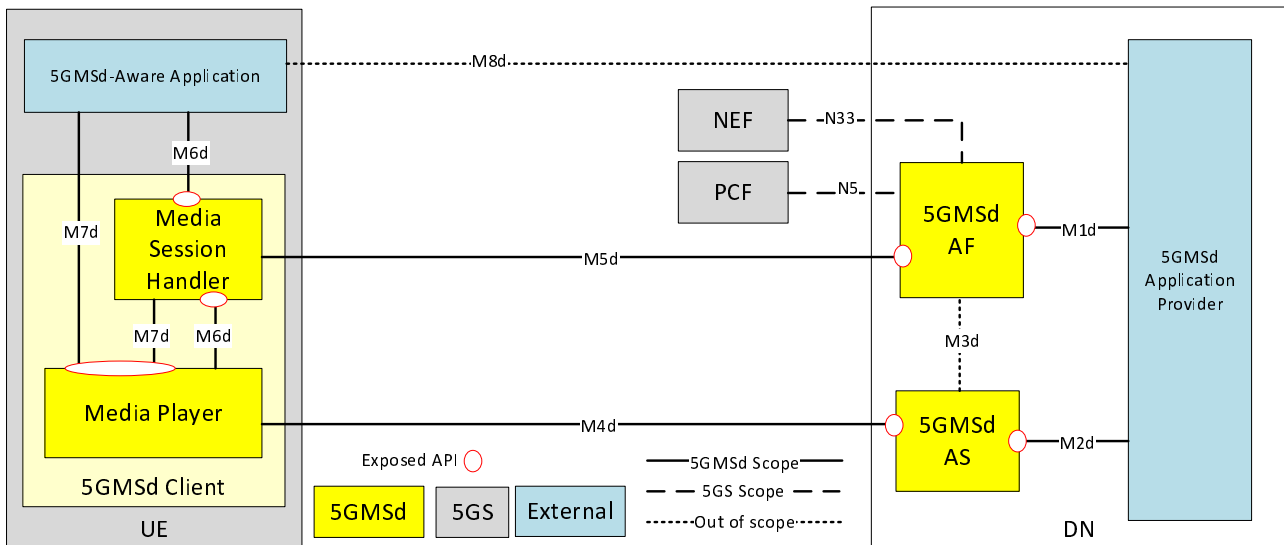 M8d
5GMSd-Aware Application
NEF
N33
M6d
PCF
N5
Media
Session
Handler
5GMSd
AF
M7d
M1d
M5d
5GMSd
Application
Provider
M7d
M6d
M3d
Media Player
M4d
5GMSd
AS
M2d
Exposed API
5GMSd Scope
5GMSd Client
5GS Scope
5GMSd
5GS
External
Out of scope
UE
DN